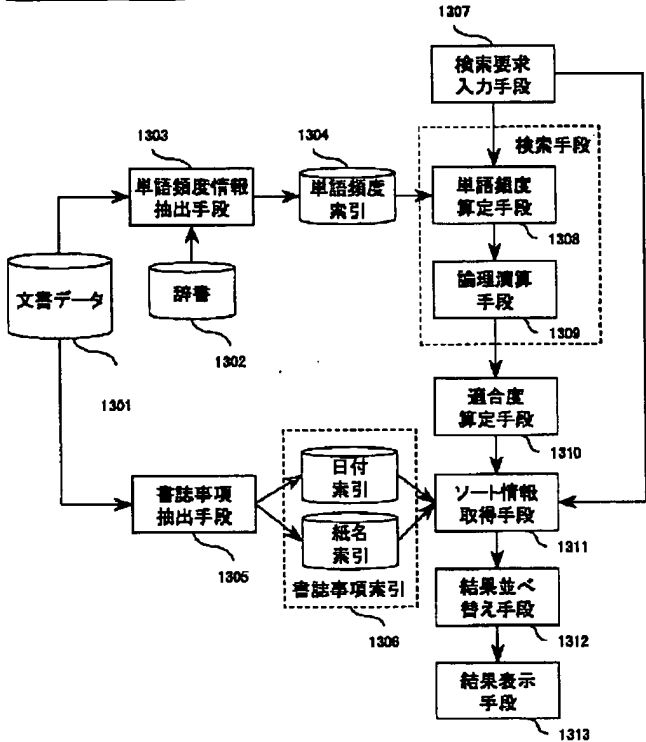 1307
検索要求
入力手段
1303
1304
検索手段
単語頻度情報
抽出手段
単語頻度
索引
単語頻度
算定手段
1308
文書データ
辞書
論理演算
手段
1302
1309
1301
適合度
算定手段
1310
日付
索引
書誌事項
抽出手段
ソート情報
取得手段
紙名
索引
1305
1311
書誌事項索引
結果並べ
替え手段
1306
1312
結果表示
手段
1313